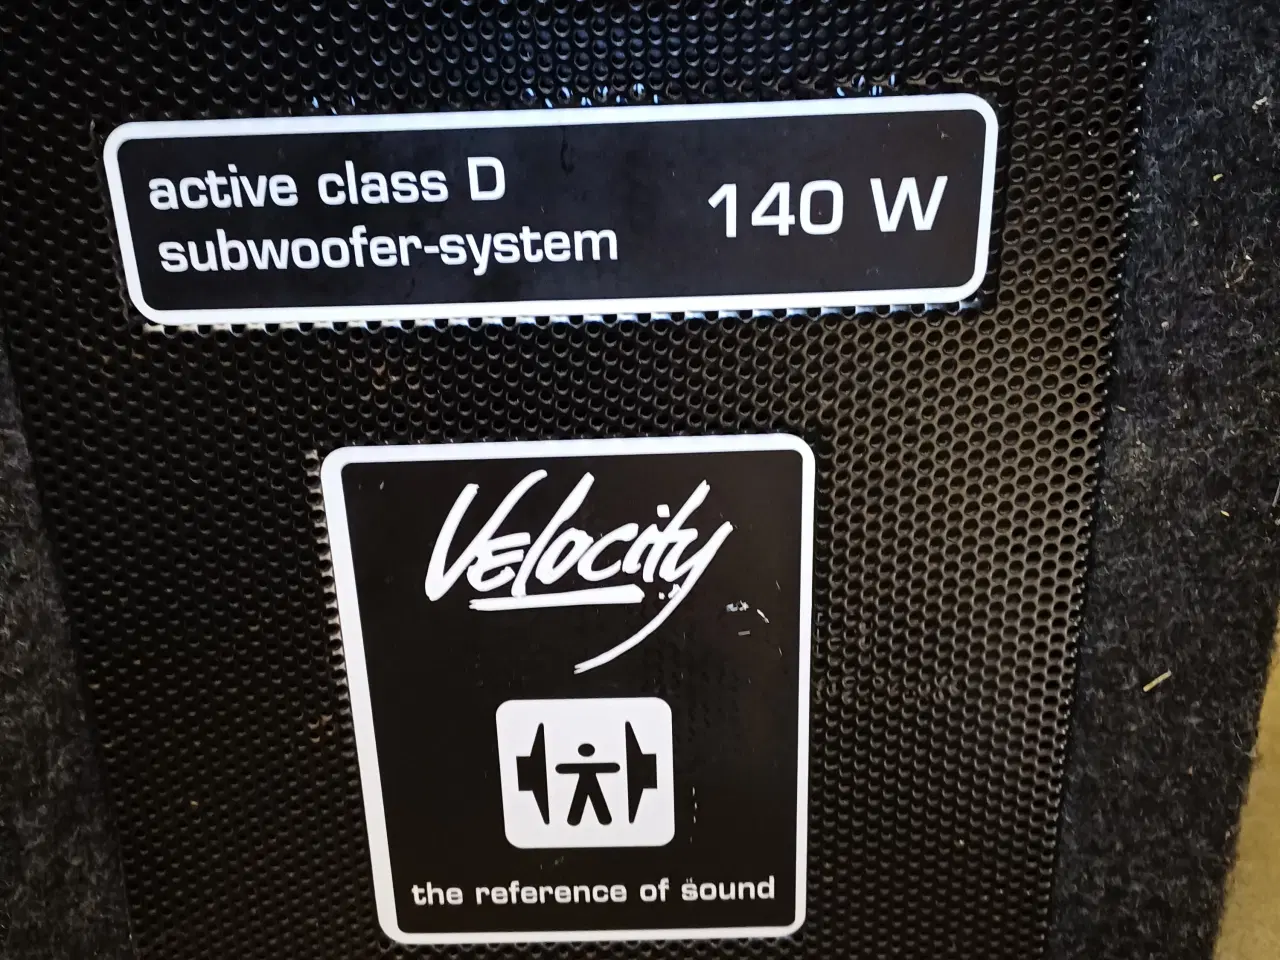 active class D
subwoofer-system
140 W
Velocity
the reference of sound